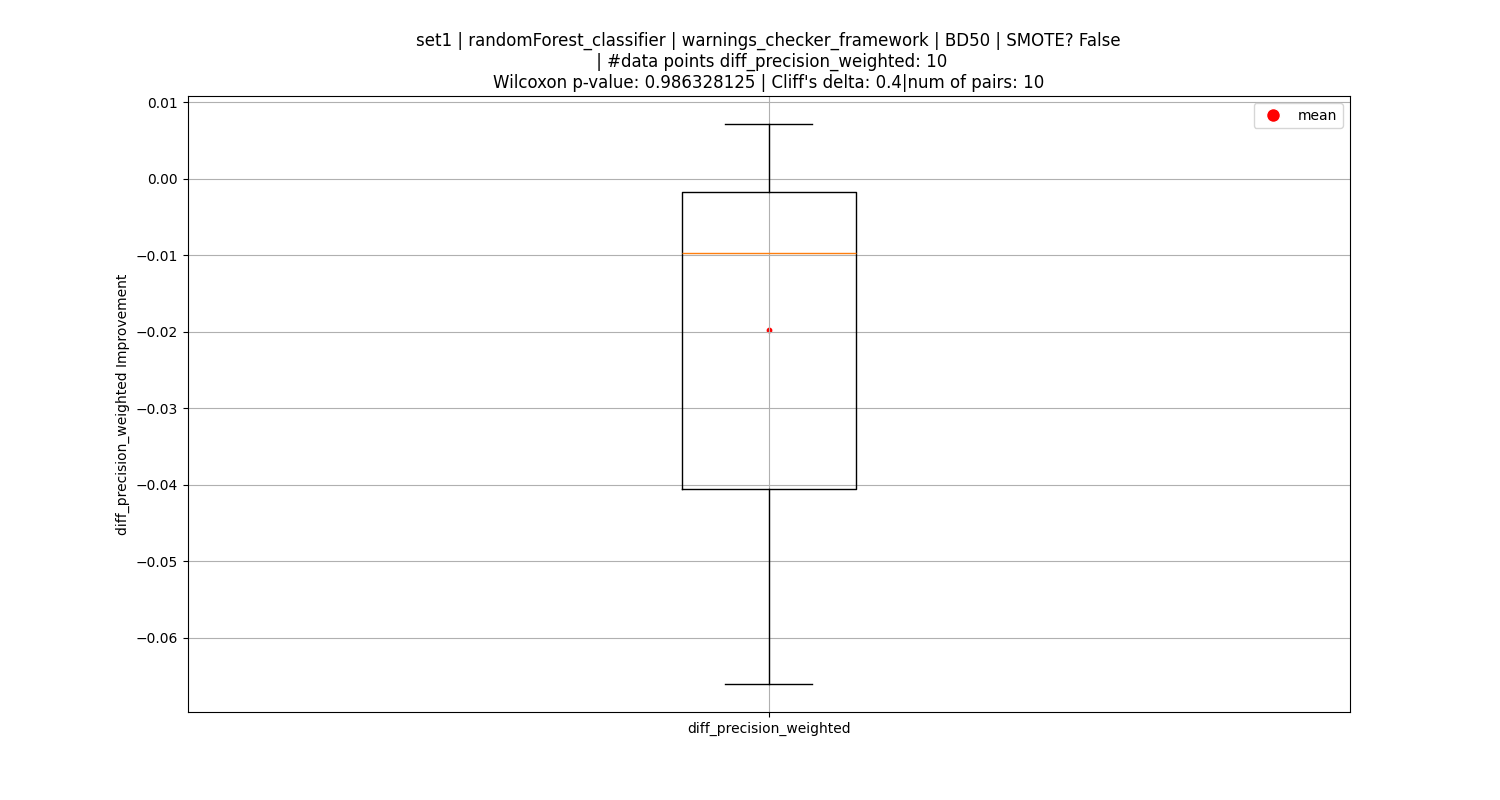 set1 | randomForest_classifier | warnings_checker_framework | BD50 | SMOTE? False
| #data points diff_precision_weighted: 10
Wilcoxon p-value: 0.986328125 | Cliff's delta: 0.4|num of pairs: 10
mean
0.01
0.00
−0.01
−0.02
−0.03
−0.04
−0.05
−0.06
diff_precision_weighted Improvement
diff_precision_weighted